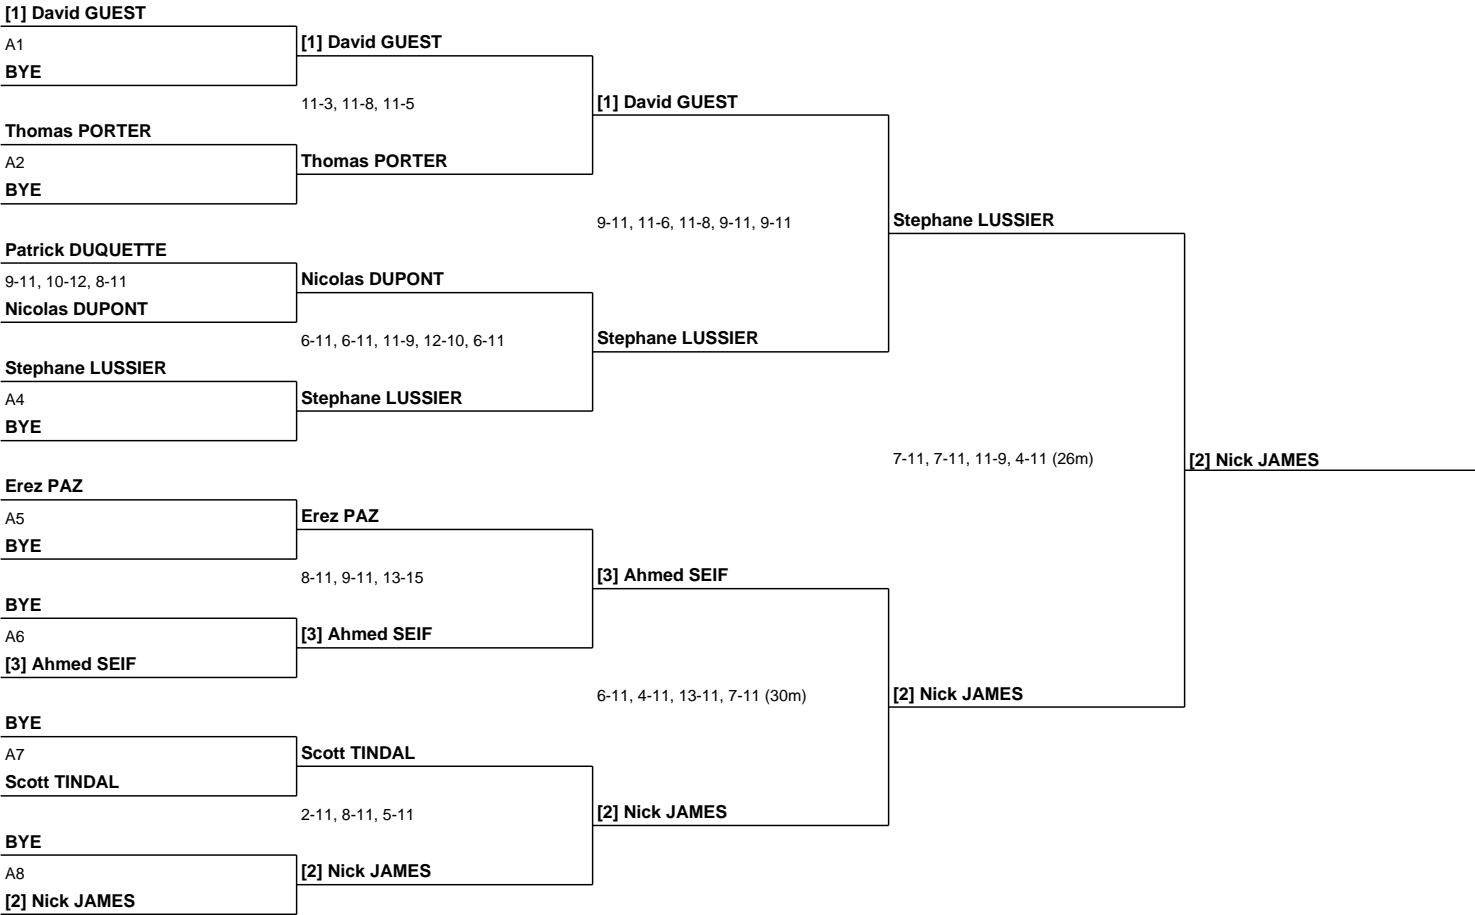 [1] David GUEST
A1
BYE
[1] David GUEST
11-3, 11-8, 11-5
Thomas PORTER
A2
BYE
Thomas PORTER
[1] David GUEST
9-11, 11-6, 11-8, 9-11, 9-11
Patrick DUQUETTE
9-11, 10-12, 8-11
Nicolas DUPONT
Nicolas DUPONT
6-11, 6-11, 11-9, 12-10, 6-11
Stephane LUSSIER
A4
BYE
Stephane LUSSIER
Stephane LUSSIER
Stephane LUSSIER
7-11, 7-11, 11-9, 4-11 (26m)
[2] Nick JAMES
Erez PAZ
A5
BYE
Erez PAZ
8-11, 9-11, 13-15
BYE
A6
[3] Ahmed SEIF
[3] Ahmed SEIF
[3] Ahmed SEIF
6-11, 4-11, 13-11, 7-11 (30m)
[2] Nick JAMES
BYE
A7
Scott TINDAL
Scott TINDAL
2-11, 8-11, 5-11
BYE
A8
[2] Nick JAMES
[2] Nick JAMES
[2] Nick JAMES